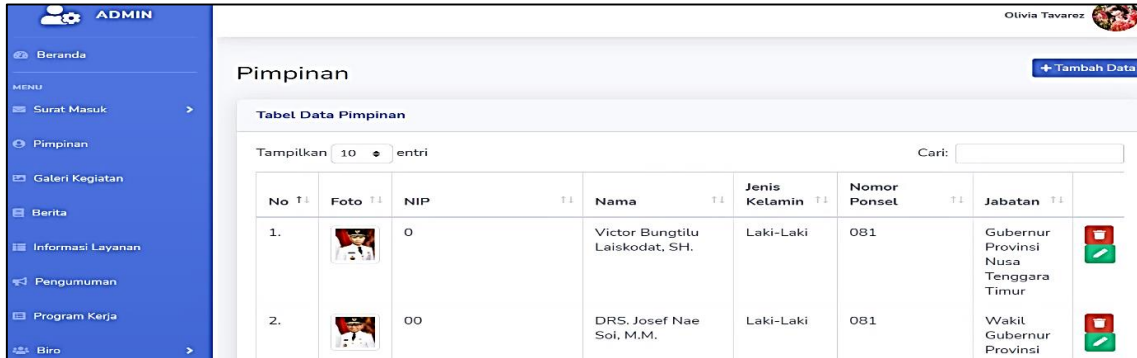 ADMIN
Olivia Tavarez
Beranda
Pimpinan
+ Tambah Data
MENU
Surat Masuk
Tabel Data Pimpinan
Pimpinan
Tampilkan 10 entri
Cari:
Galeri Kegiatan
Berita
Informasi Layanan
Pengumuman
Program Kerja
Biro
No Foto NIP Nama Jenis Kelamin Nomor Ponsel Jabatan
1. 0 Victor Bungtilu Laiskodat, SH. Laki-Laki 081 Gubernur Provinsi Nusa Tenggara Timur
2. 00 DRS. Josef Nae Soi, M.M. Laki-Laki 081 Wakil Gubernur Provinsi